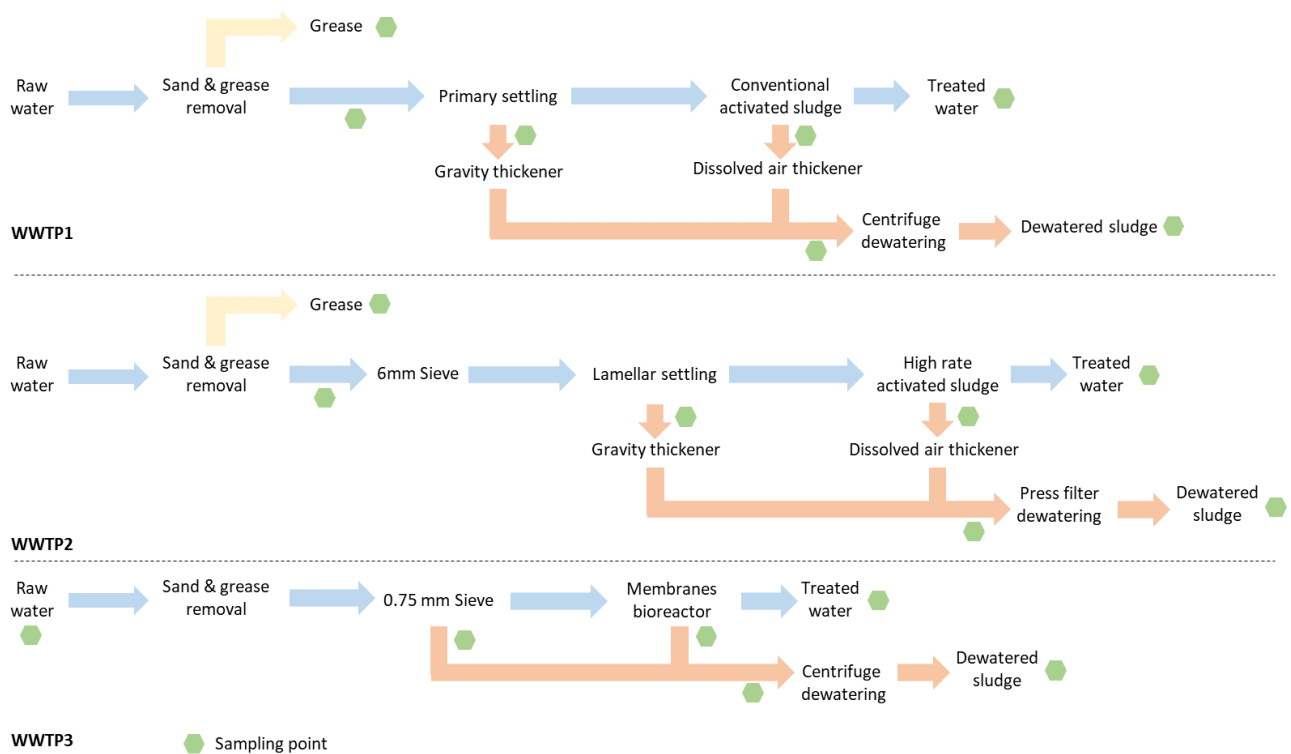 Grease
Raw
water
Sand & grease
removal
Primary settling
Conventional
activated sludge
Treated
water
Gravity thickener
Dissolved air thickener
WWTP1
Centrifuge
dewatering
Dewatered sludge
Grease
Raw
water
Sand & grease
removal
6mm Sieve
Lamellar settling
High rate
activated sludge
Treated
water
Gravity thickener
Dissolved air thickener
Press filter
dewatering
Dewatered
sludge
WWTP2
Raw
water
Sand & grease
removal
0.75 mm Sieve
Membranes
bioreactor
Treated
water
Centrifuge
dewatering
Dewatered
sludge
WWTP3
Sampling point